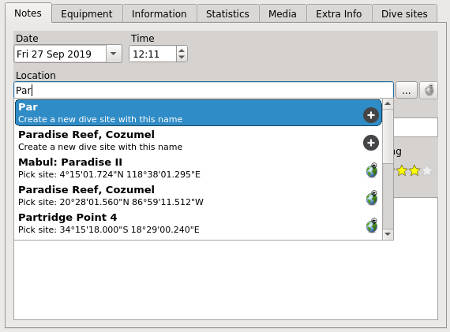 Notes Equipment Information Statistics Media Extra Info Dive sites
Date Time
Fri 27 Sep 2019 12:11
Location
Par ...
Par
Create a new dive site with this name
Paradise Reef, Cozumel
Create a new dive site with this name
Mabul: Paradise II
Pick site: 4°15'01.724"N 118°38'01.295"E
Paradise Reef, Cozumel
Pick site: 20°28'01.560"N 86°59'11.512"W
Partridge Point 4
Pick site: 34°15'18.000"S 18°29'00.240"E